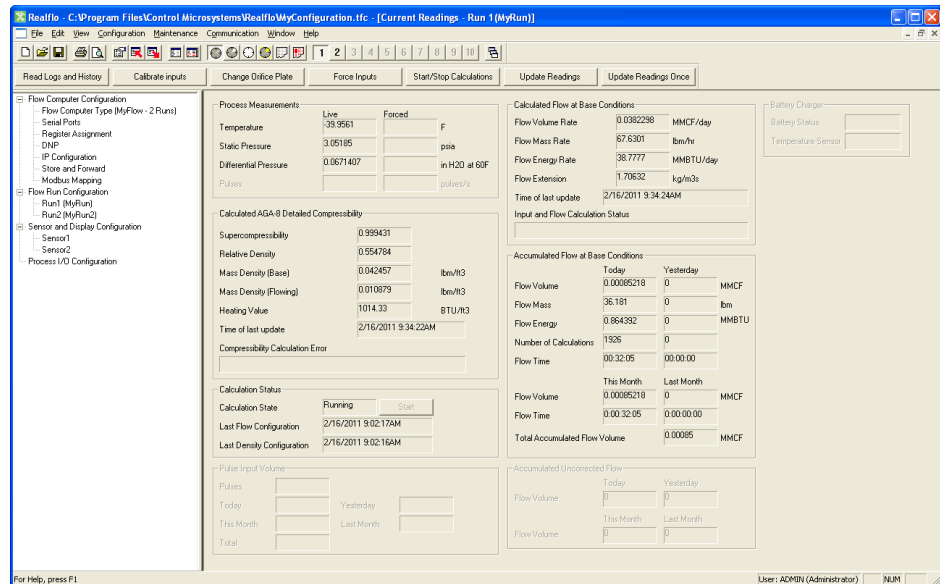 Realflo - C:\Program Files\Control Microsystems\Realflo\MyConfiguration.tfc - [Current Readings - Run 1(MyRun)]
File Edit View Configuration Maintenance Communication Window Help
1 2 3 4 5 6 7 8 9 10
Read Logs and History Calibrate inputs Change Orifice Plate Force Inputs Start/Stop Calculations Update Readings Update Readings Once
Flow Computer Configuration
Flow Computer Type (MyFlow - 2 Runs)
Serial Ports
Register Assignment
DNP
IP Configuration
Store and Forward
Modbus Mapping
Flow Run Configuration
Run1 (MyRun)
Run2 (MyRun2)
Sensor and Display Configuration
Sensor1
Sensor2
Process I/O Configuration
Process Measurements
Live Forced
Temperature -39.9561 F
Static Pressure 3.05185 psia
Differential Pressure 0.0671407 in H2O at 60F
Pulses pulses/s
Calculated AGA-8 Detailed Compressibility
Supercompressibility 0.999431
Relative Density 0.554784
Mass Density (Base) 0.042457 lbm/ft3
Mass Density (Flowing) 0.010879 lbm/ft3
Heating Value 1014.33 BTU/ft3
Time of last update 2/16/2011 9:34:22AM
Compressibility Calculation Error
Calculation Status
Calculation State Running Start
Last Flow Configuration 2/16/2011 9:02:17AM
Last Density Configuration 2/16/2011 9:02:16AM
Pulse Input Volume
Pulses
Today Yesterday
This Month Last Month
Total
Calculated Flow at Base Conditions
Flow Volume Rate 0.0382298 MMCF/day
Flow Mass Rate 67.6301 lbm/hr
Flow Energy Rate 38.7777 MMBTU/day
Flow Extension 1.70632 kg/m3s
Time of last update 2/16/2011 9:34:24AM
Input and Flow Calculation Status
Accumulated Flow at Base Conditions
Today Yesterday
Flow Volume 0.00085218 0 MMCF
Flow Mass 36.181 0 lbm
Flow Energy 0.864392 0 MMBTU
Number of Calculations 1926 0
Flow Time 00:32:05 00:00:00
This Month Last Month
Flow Volume 0.00085218 0 MMCF
Flow Time 0:00:32:05 0:00:00:00
Total Accumulated Flow Volume 0.00085 MMCF
Accumulated Uncorrected Flow
Today Yesterday
Flow Volume 0 0
This Month Last Month
Flow Volume 0 0
Battery Charger
Battery Status
Temperature Sensor
For Help, press F1 User: ADMIN (Administrator) NUM